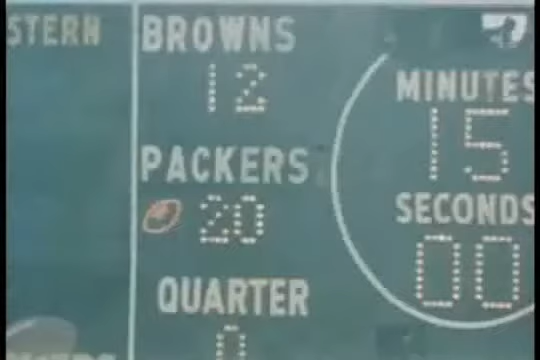 STERN
BROWNS
12
PACKERS
20
QUARTER
MINUTES
15
SECONDS
00